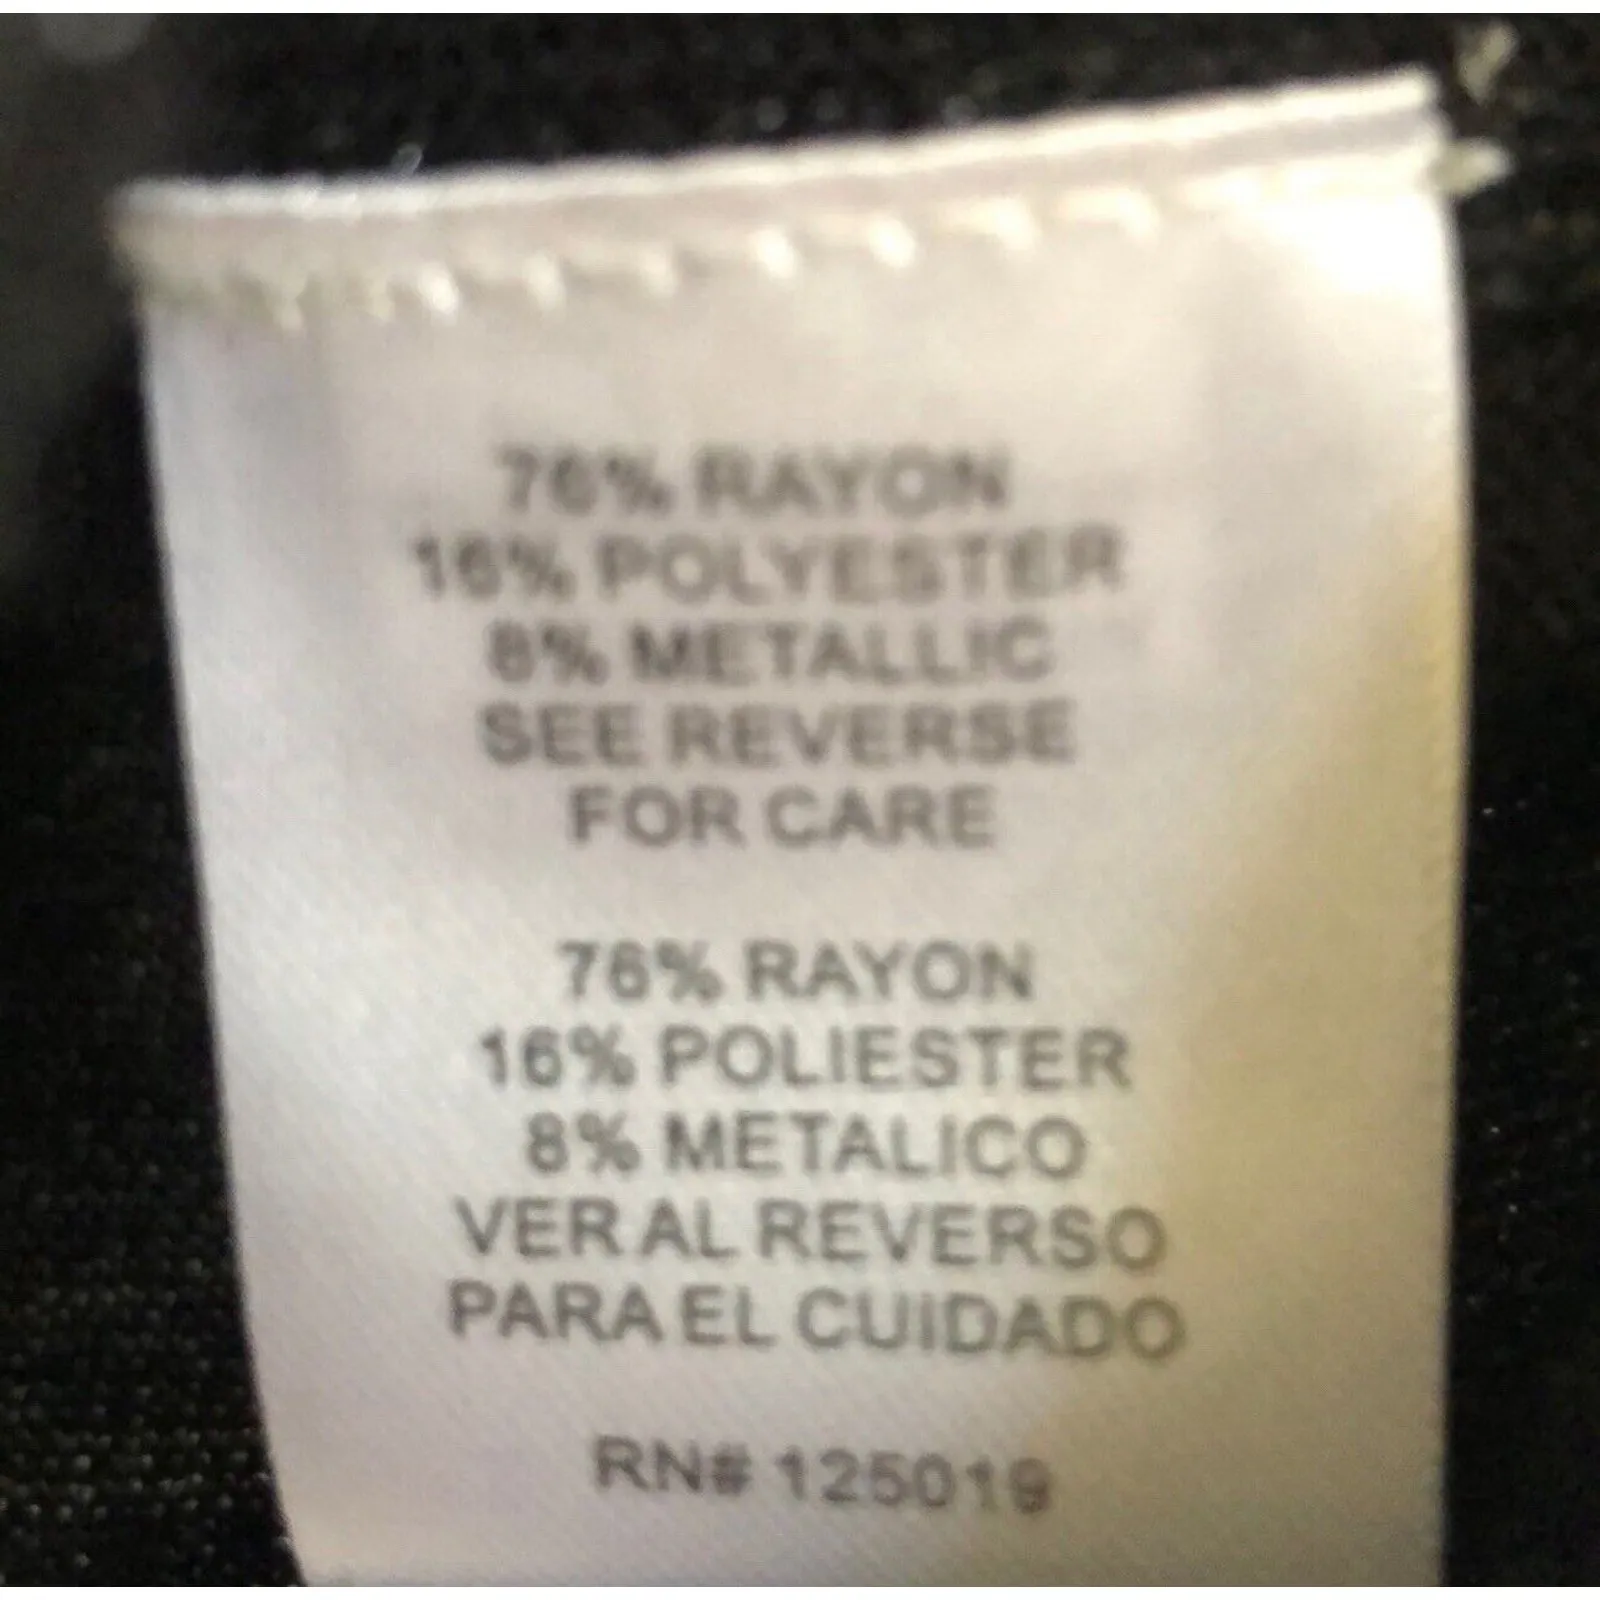 76% RAYON
16% POLYESTER
8% METALLIC
SEE REVERSE
FOR CARE
76% RAYON
16% POLIESTER
8% METALICO
VER AL REVERSO
PARA EL CUIDADO
RN# 125019